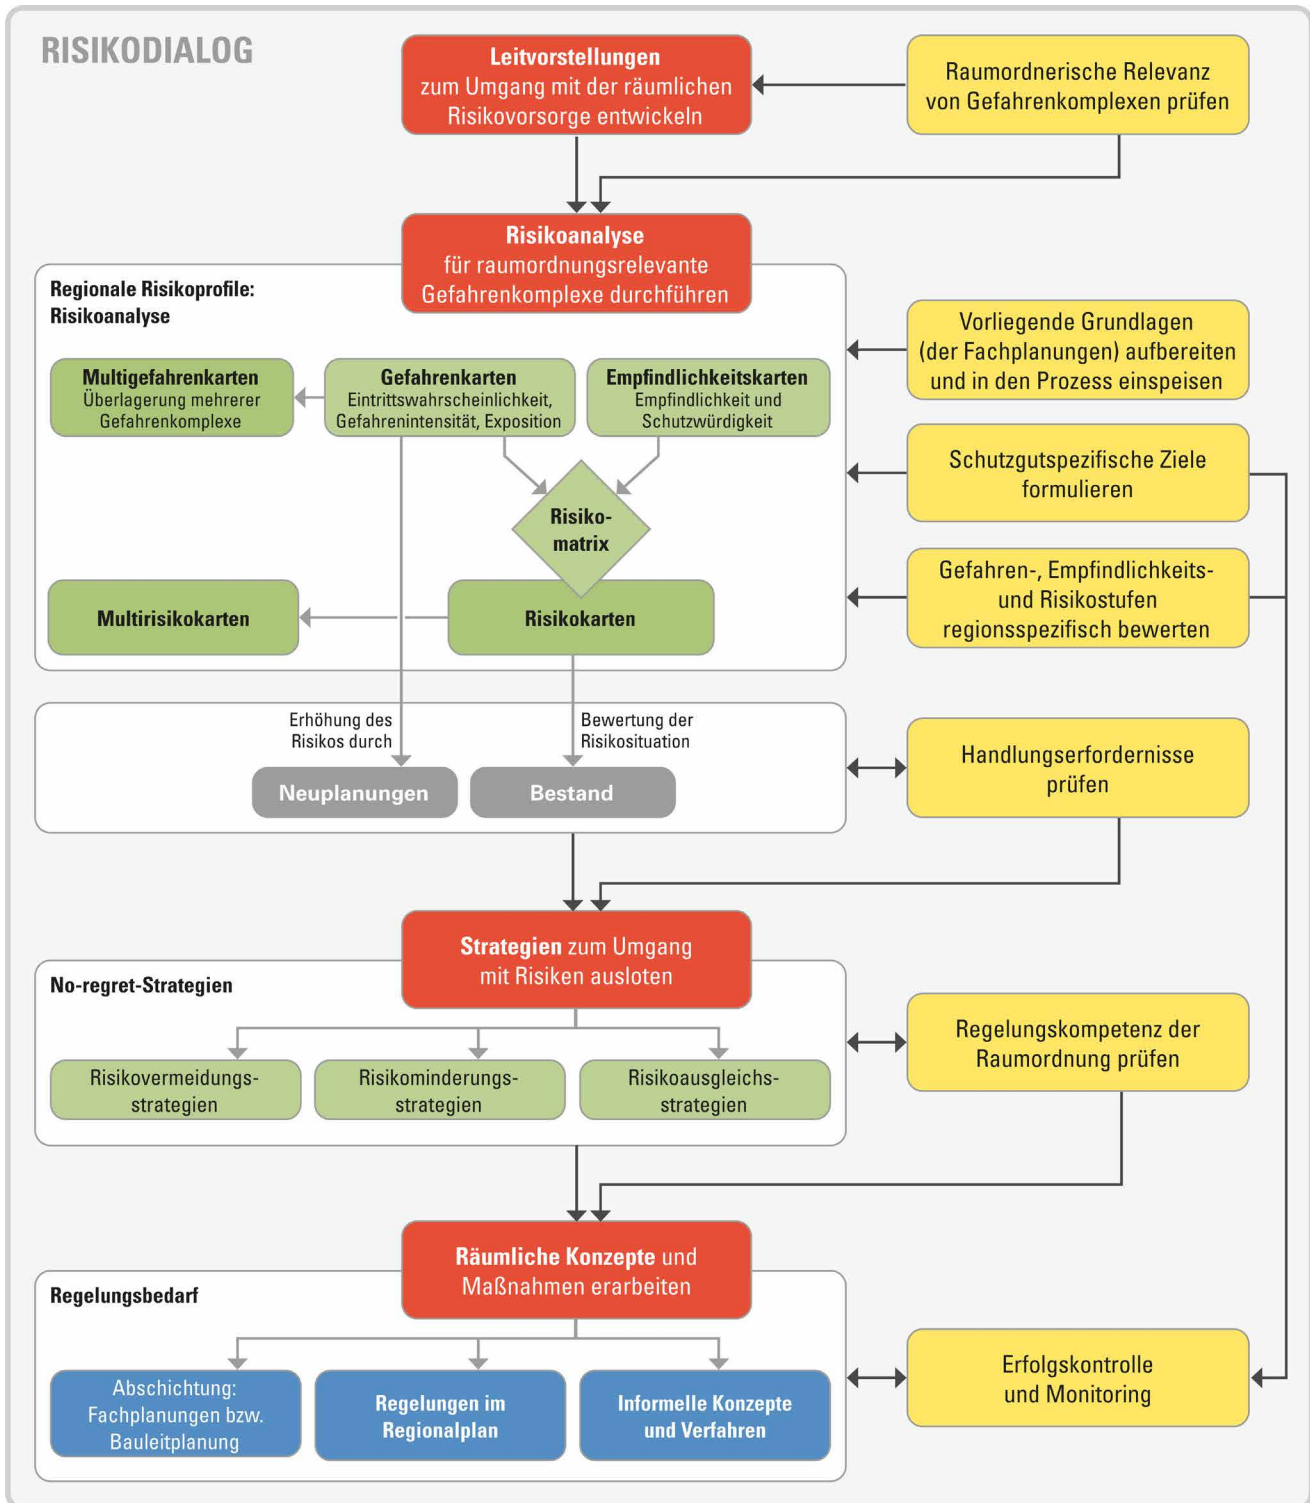 RISIKODIALOG
Leitvorstellungen
zum Umgang mit der räumlichen
Risikovorsorge entwickeln
Raumordnerische Relevanz
von Gefahrenkomplexen prüfen
Risikoanalyse
für raumordnungsrelevante
Gefahrenkomplexe durchführen
Regionale Risikoprofile:
Risikoanalyse
Vorliegende Grundlagen
(der Fachplanungen) aufbereiten
und in den Prozess einspeisen
Multigefahrenkarten
Überlagerung mehrerer
Gefahrenkomplexe
Gefahrenkarten
Eintrittswahrscheinlichkeit,
Gefahrenintensität, Exposition
Empfindlichkeitskarten
Empfindlichkeit und
Schutzwürdigkeit
Schutzgutspezifische Ziele
formulieren
Risiko-
matrix
Gefahren-, Empfindlichkeits-
und Risikostufen
regionsspezifisch bewerten
Multirisikokarten
Risikokarten
Erhöhung des
Risikos durch
Bewertung der
Risikosituation
Handlungserfordernisse
prüfen
Neuplanungen
Bestand
Strategien zum Umgang
mit Risiken ausloten
No-regret-Strategien
Regelungskompetenz der
Raumordnung prüfen
Risikovermeidungs-
strategien
Risikominderungs-
strategien
Risikoausgleichs-
strategien
Räumliche Konzepte und
Maßnahmen erarbeiten
Regelungsbedarf
Erfolgskontrolle
und Monitoring
Abschichtung:
Fachplanungen bzw.
Bauleitplanung
Regelungen im
Regionalplan
Informelle Konzepte
und Verfahren